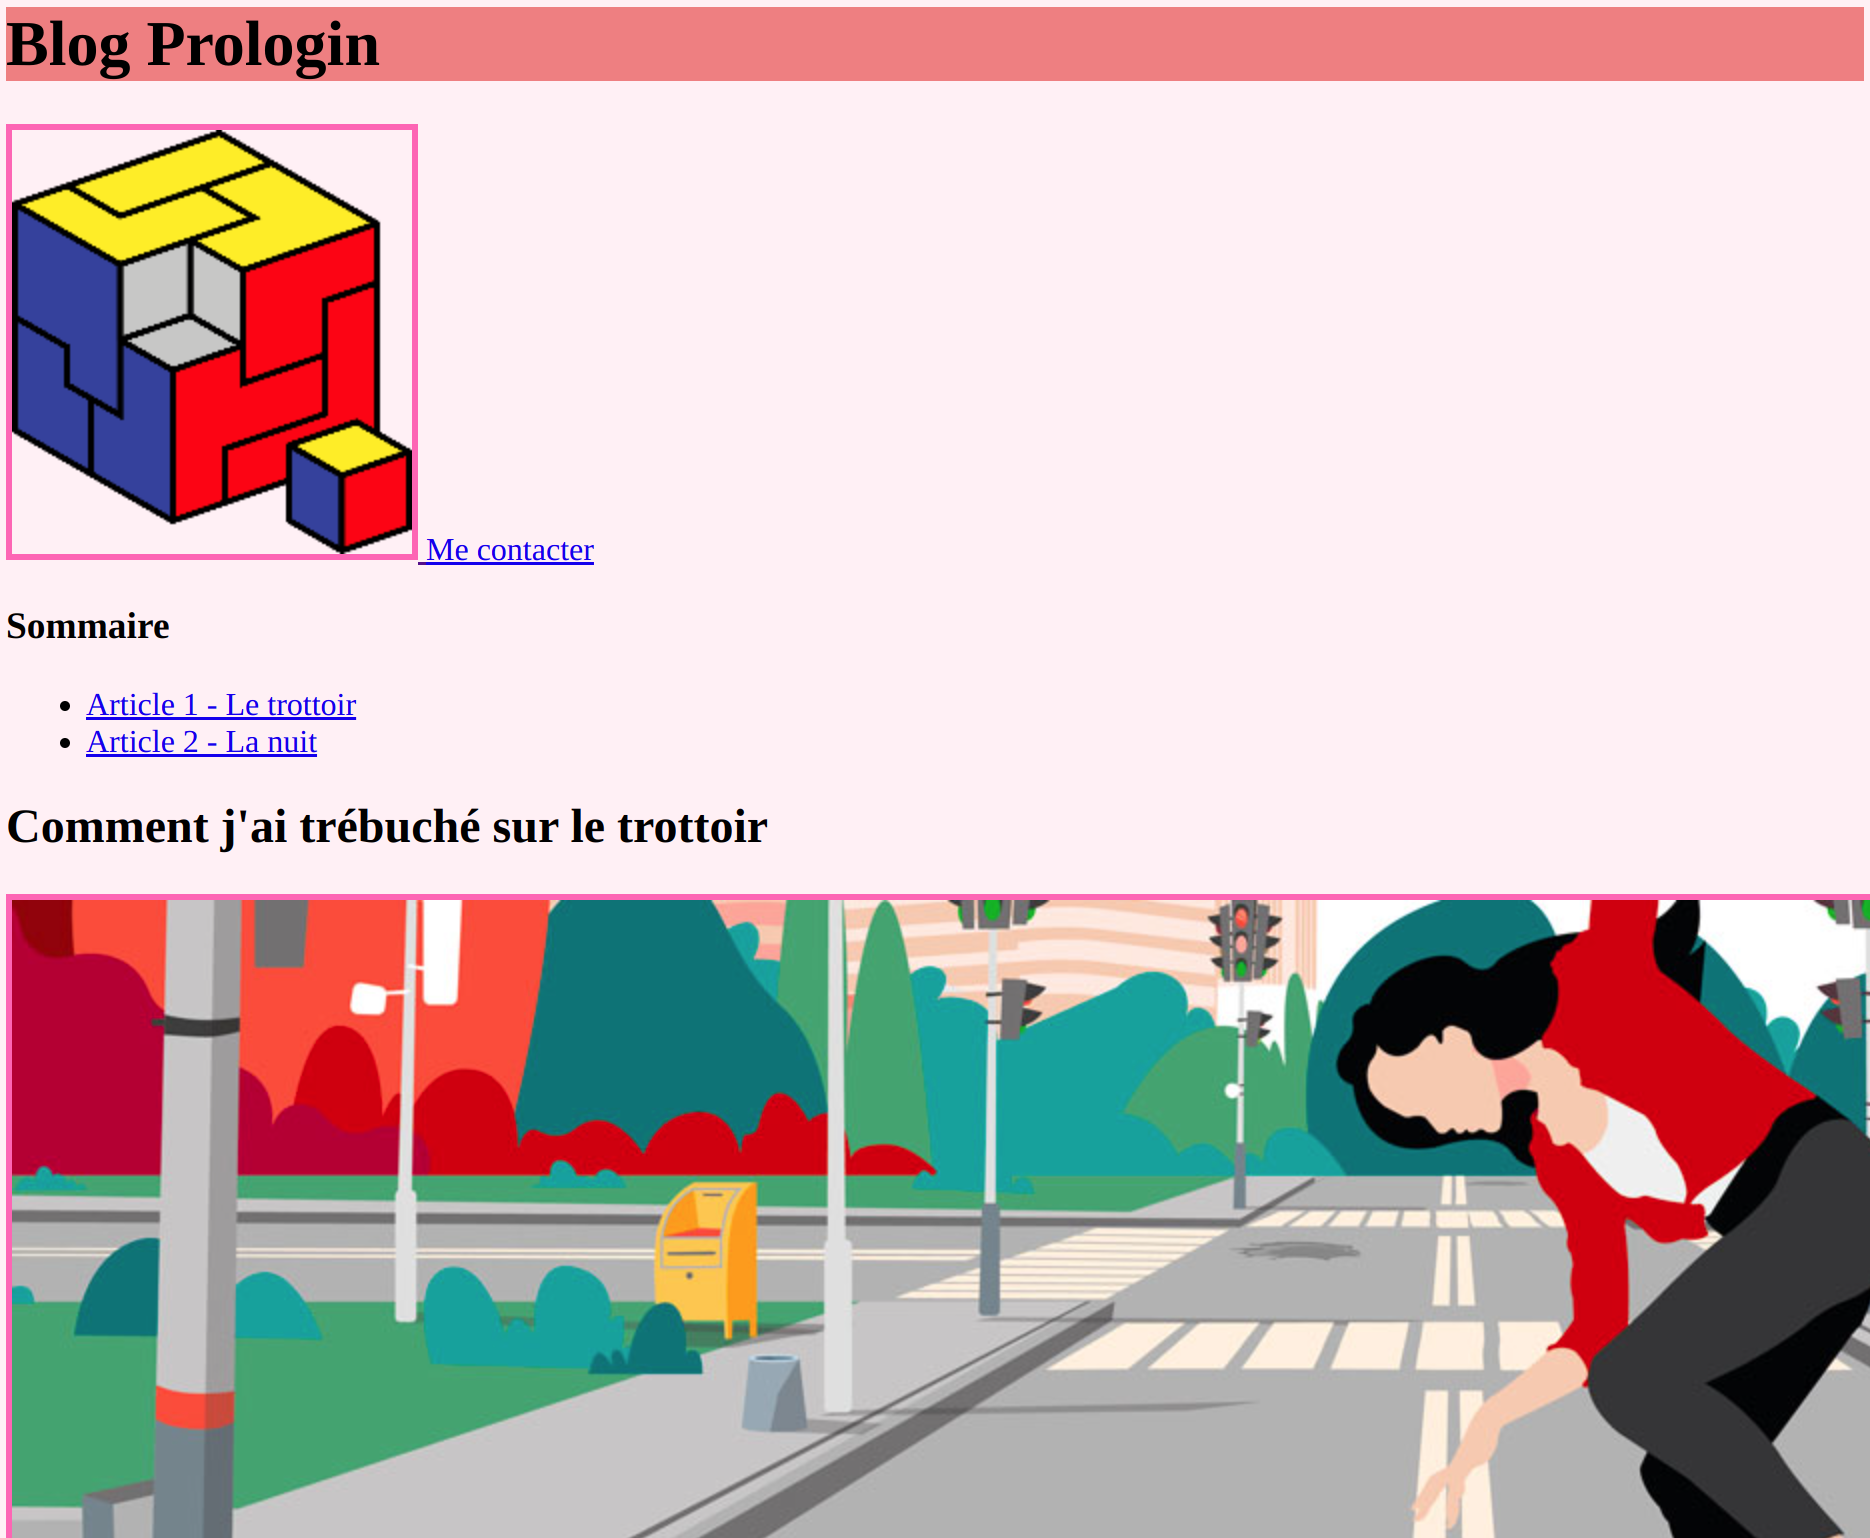 Blog Prologin
Me contacter
Sommaire
Article 1 - Le trottoir
Article 2 - La nuit
Comment j'ai trébuché sur le trottoir